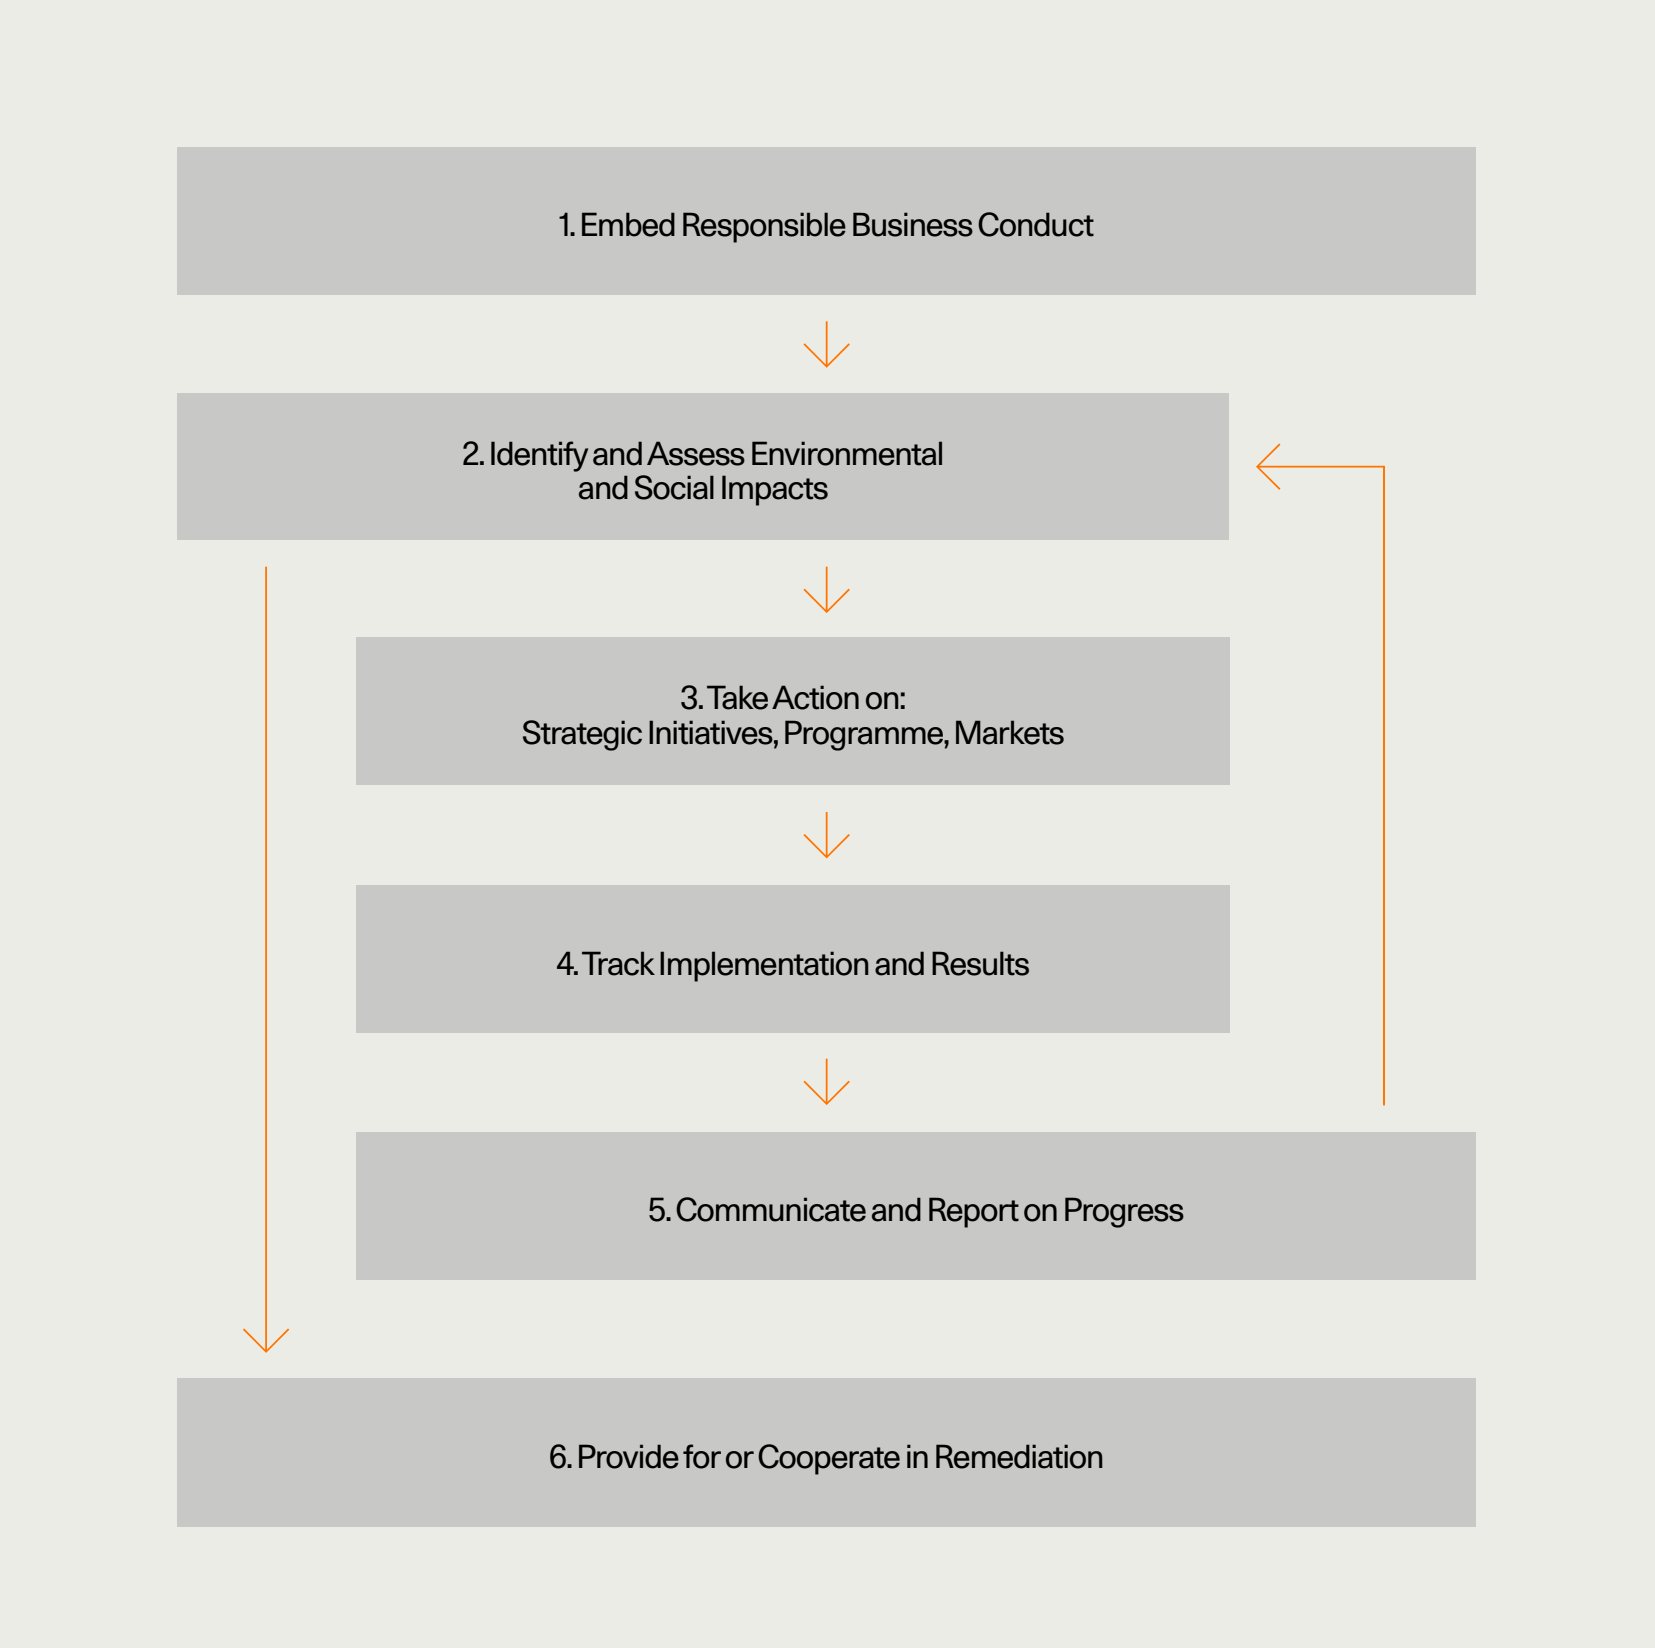 1. Embed Responsible Business Conduct
2. Identify and Assess Environmental
and Social Impacts
3. Take Action on:
Strategic Initiatives, Programme, Markets
4. Track Implementation and Results
5. Communicate and Report on Progress
6. Provide for or Cooperate in Remediation